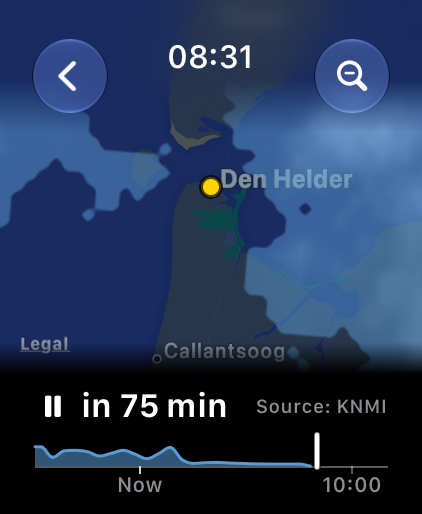 08:31
Den Helder
Legal
Callantsoog
in 75 min
Source: KNMI
Now
10:00